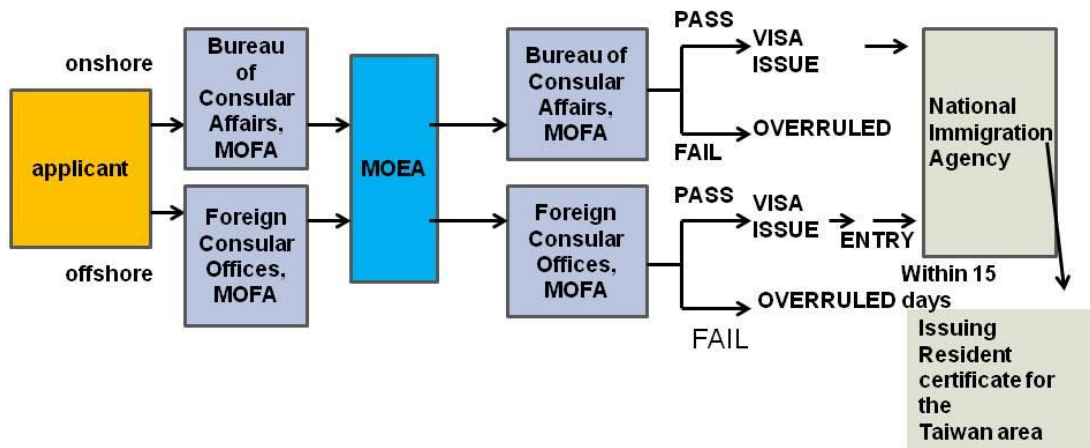 onshore
applicant
offshore
Bureau
of
Consular
Affairs,
MOFA
Foreign
Consular
Offices,
MOFA
MOEA
Bureau of
Consular
Affairs,
MOFA
Foreign
Consular
Offices,
MOFA
PASS
VISA
ISSUE
OVERRULED
FAIL
PASS
VISA
ISSUE
ENTRY
OVERRULED
FAIL
National
Immigration
Agency
Within 15
days
Issuing
Resident
certificate for
the
Taiwan area